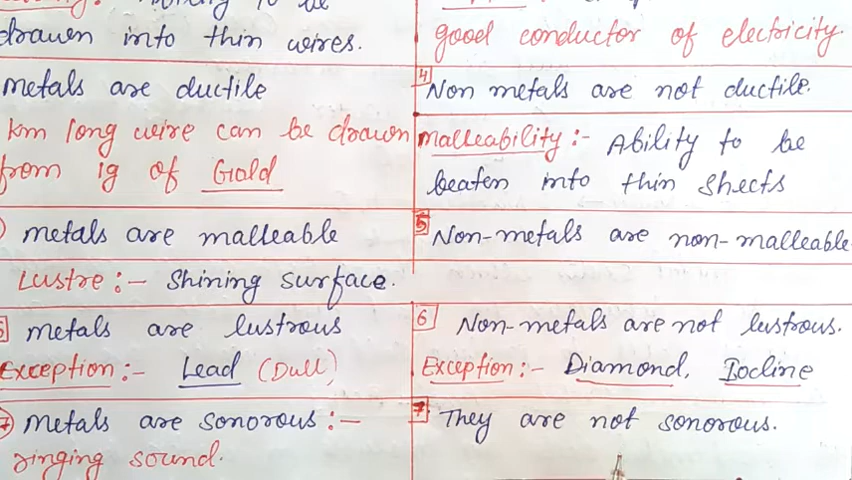 drawn into thin wires.
metals are ductile
km long wire can be drawn
from 1g of Gold
metals are malleable
Lustre :- Shining surface.
metals are lustrous
Exception :- Lead (Dull)
7 metals are sonorous :-
ringing sound.
good conductor of electricity.
4 Non metals are not ductile.
Malleability :- Ability to be
beaten into thin Sheets
5 Non-metals are non-malleable
6 Non-metals are not lustrous.
Exception :- Diamond, Iodine
7 They are not sonorous.